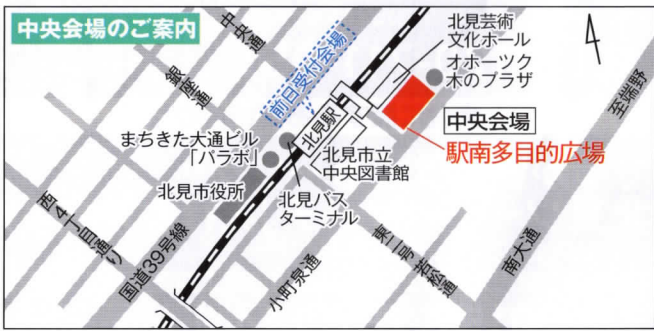 中央会場のご案内
中央通
銀座通
前日受付会場
北見芸術
文化ホール
オホーツク
木のプラザ
至端野
北見駅
中央会場
駅南多目的広場
まちきた大通ビル
「パラボ」
北見市立
中央図書館
北見市役所
北見バス
ターミナル
西4丁目通り
国道39号線
小町泉通
東二号若松通
南大通